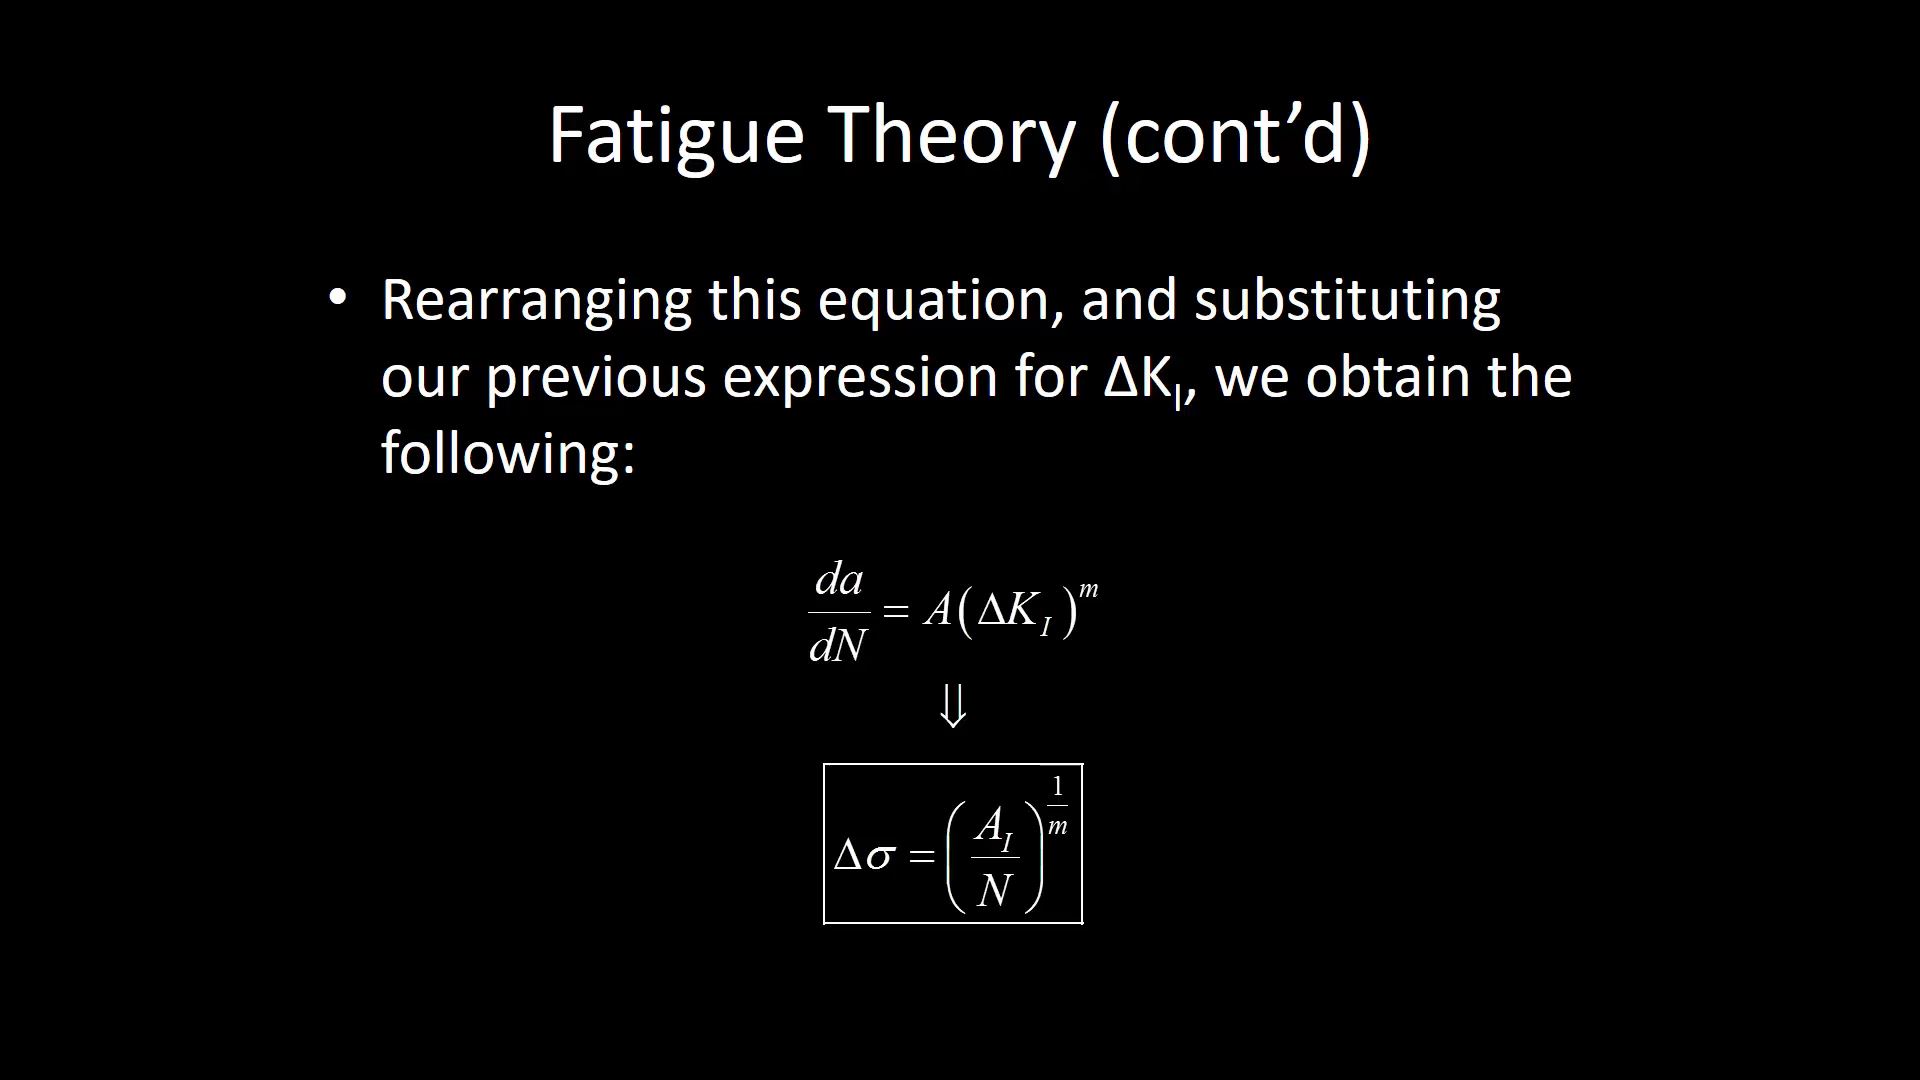 Fatigue Theory (cont’d)
• Rearranging this equation, and substituting
our previous expression for ΔK_I, we obtain the
following:
da/dN = A(ΔK_I)^m
⇓
Δσ = (A_I/N)^(1/m)